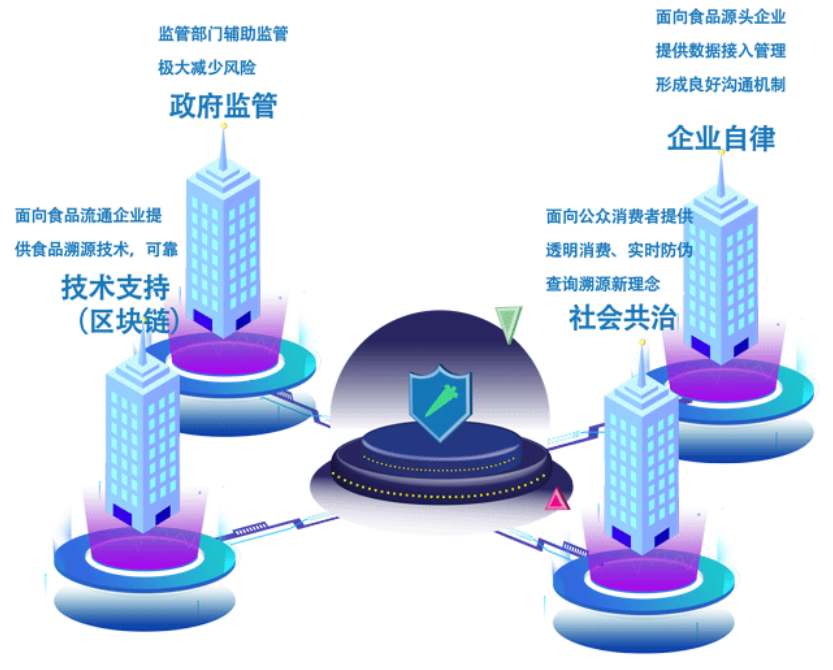 监管部门辅助监管
极大减少风险
政府监管
面向食品源头企业
提供数据接入管理
形成良好沟通机制
企业自律
面向食品流通企业提
供食品溯源技术，可靠
技术支持
（区块链）
面向公众消费者提供
透明消费、实时防伪
查询溯源新理念
社会共治